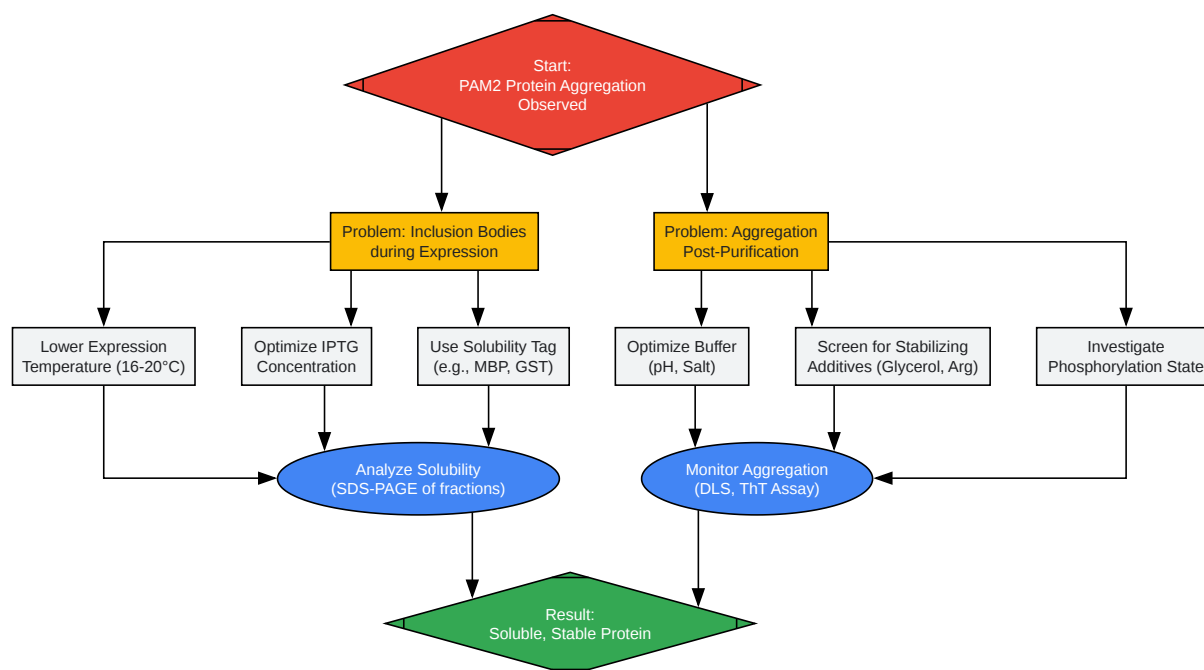 Start:
PAM2 Protein Aggregation
Observed
Problem: Inclusion Bodies
during Expression
Problem: Aggregation
Post-Purification
Lower Expression
Temperature (16-20°C)
Optimize IPTG
Concentration
Use Solubility Tag
(e.g., MBP, GST)
Optimize Buffer
(pH, Salt)
Screen for Stabilizing
Additives (Glycerol, Arg)
Investigate
Phosphorylation State
Analyze Solubility
(SDS-PAGE of fractions)
Monitor Aggregation
(DLS, ThT Assay)
Result:
Soluble, Stable Protein